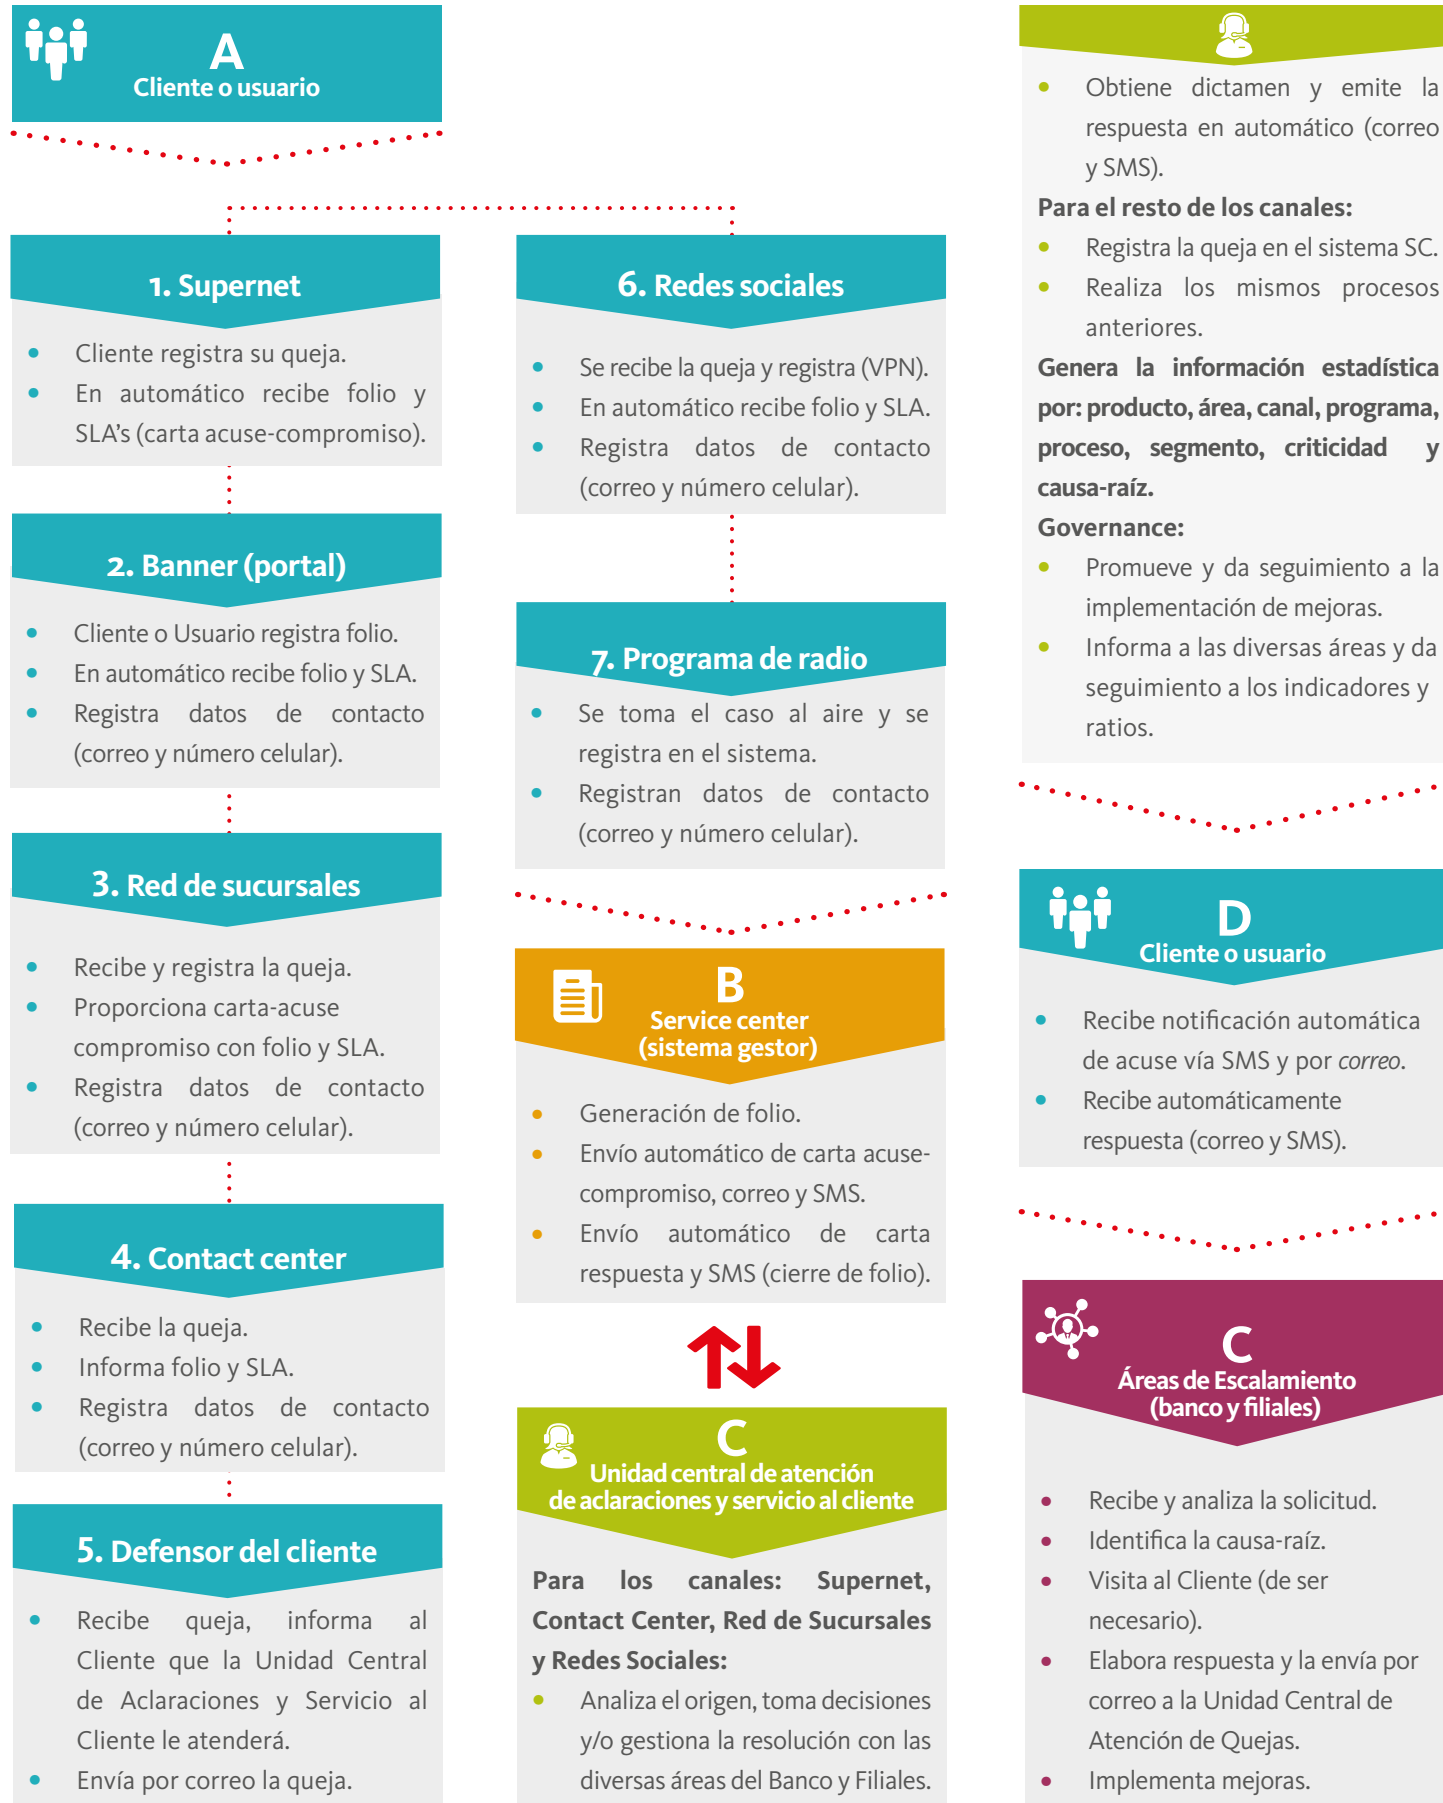 A
Cliente o usuario
1. Supernet
• Cliente registra su queja.
• En automático recibe folio y
SLA's (carta acuse-compromiso).
2. Banner (portal)
• Cliente o Usuario registra folio.
• En automático recibe folio y SLA.
• Registra datos de contacto
(correo y número celular).
3. Red de sucursales
• Recibe y registra la queja.
• Proporciona carta-acuse
compromiso con folio y SLA.
• Registra datos de contacto
(correo y número celular).
4. Contact center
• Recibe la queja.
• Informa folio y SLA.
• Registra datos de contacto
(correo y número celular).
5. Defensor del cliente
• Recibe queja, informa al
Cliente que la Unidad Central
de Aclaraciones y Servicio al
Cliente le atenderá.
• Envía por correo la queja.
6. Redes sociales
• Se recibe la queja y registra (VPN).
• En automático recibe folio y SLA.
• Registra datos de contacto
(correo y número celular).
7. Programa de radio
• Se toma el caso al aire y se
registra en el sistema.
• Registran datos de contacto
(correo y número celular).
B
Service center
(sistema gestor)
• Generación de folio.
• Envío automático de carta acuse-
compromiso, correo y SMS.
• Envío automático de carta
respuesta y SMS (cierre de folio).
C
Unidad central de atención
de aclaraciones y servicio al cliente
Para los canales: Supernet,
Contact Center, Red de Sucursales
y Redes Sociales:
• Analiza el origen, toma decisiones
y/o gestiona la resolución con las
diversas áreas del Banco y Filiales.
• Obtiene dictamen y emite la
respuesta en automático (correo
y SMS).
Para el resto de los canales:
• Registra la queja en el sistema SC.
• Realiza los mismos procesos
anteriores.
Genera la información estadística
por: producto, área, canal, programa,
proceso, segmento, criticidad y
causa-raíz.
Governance:
• Promueve y da seguimiento a la
implementación de mejoras.
• Informa a las diversas áreas y da
seguimiento a los indicadores y
ratios.
D
Cliente o usuario
• Recibe notificación automática
de acuse vía SMS y por correo.
• Recibe automáticamente
respuesta (correo y SMS).
C
Áreas de Escalamiento
(banco y filiales)
• Recibe y analiza la solicitud.
• Identifica la causa-raíz.
• Visita al Cliente (de ser
necesario).
• Elabora respuesta y la envía por
correo a la Unidad Central de
Atención de Quejas.
• Implementa mejoras.